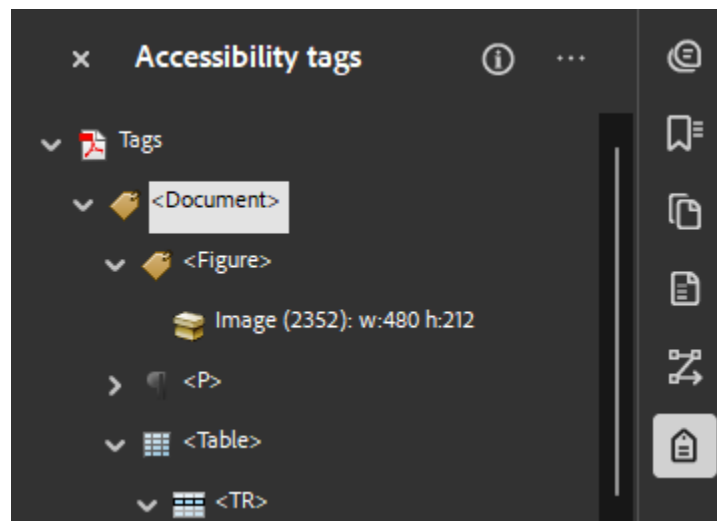 Accessibility tags
Tags
<Document>
<Figure>
Image (2352): w:480 h:212
<P>
<Table>
<TR>